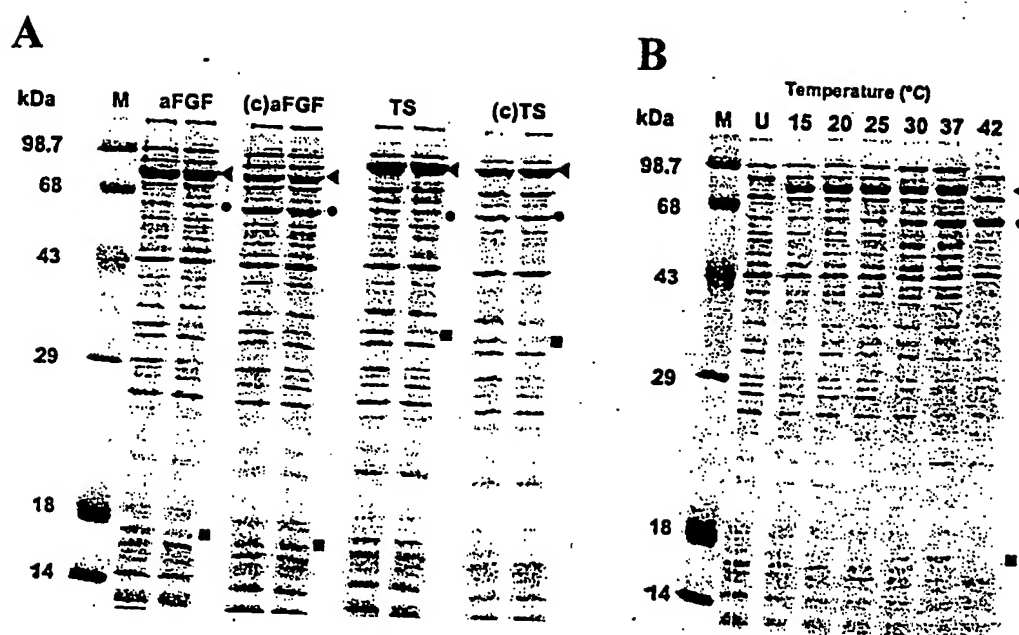 A
kDa M aFGF (c)aFGF TS (c)TS
98.7
68
43
29
18
14
B
Temperature (°C)
kDa M U 15 20 25 30 37 42
98.7
68
43
29
18
14